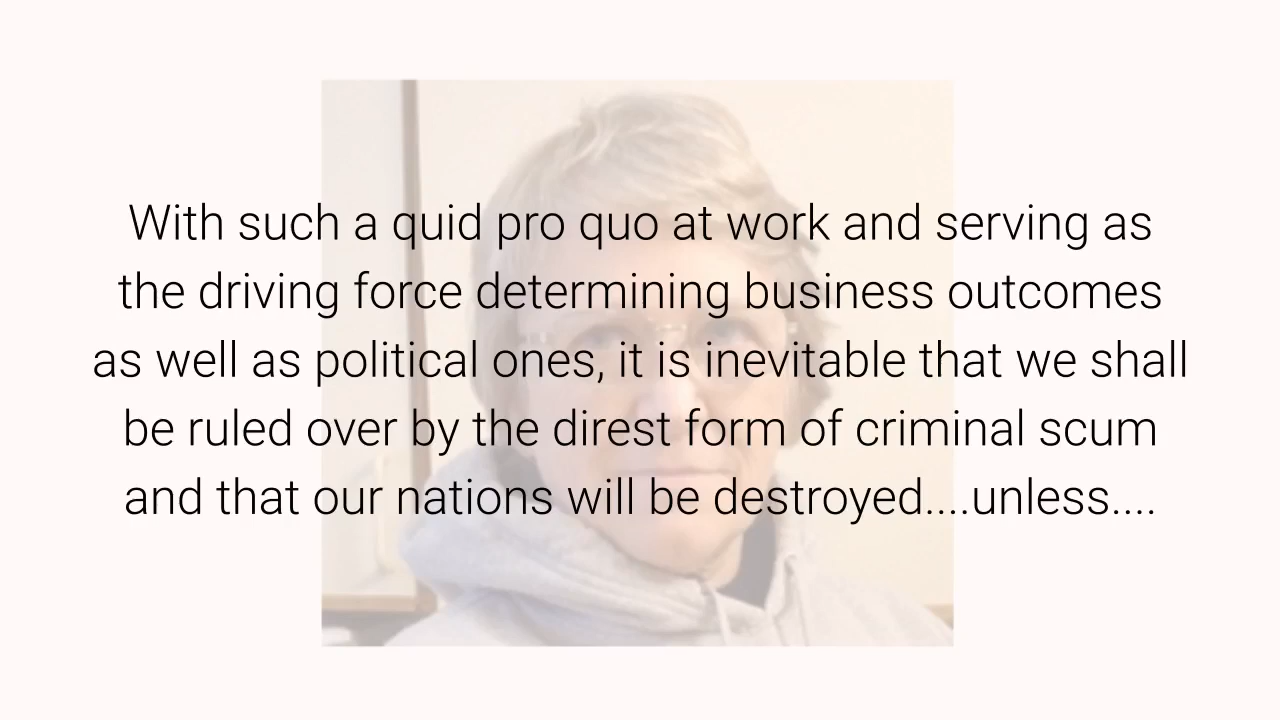 With such a quid pro quo at work and serving as
the driving force determining business outcomes
as well as political ones, it is inevitable that we shall
be ruled over by the direst form of criminal scum
and that our nations will be destroyed....unless....